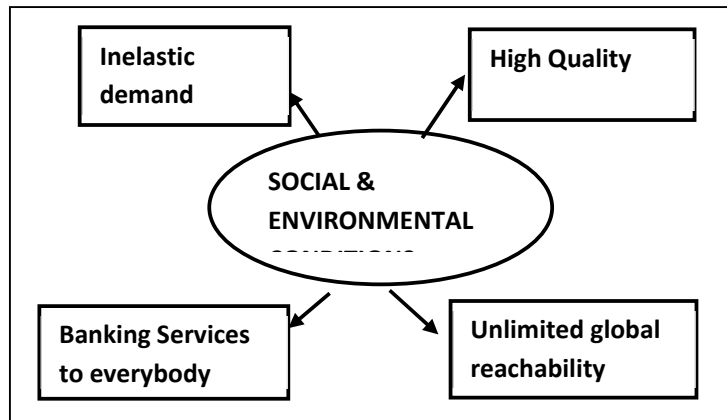 Inelastic
demand
High Quality
SOCIAL &
ENVIRONMENTAL
Banking Services
to everybody
Unlimited global
reachability